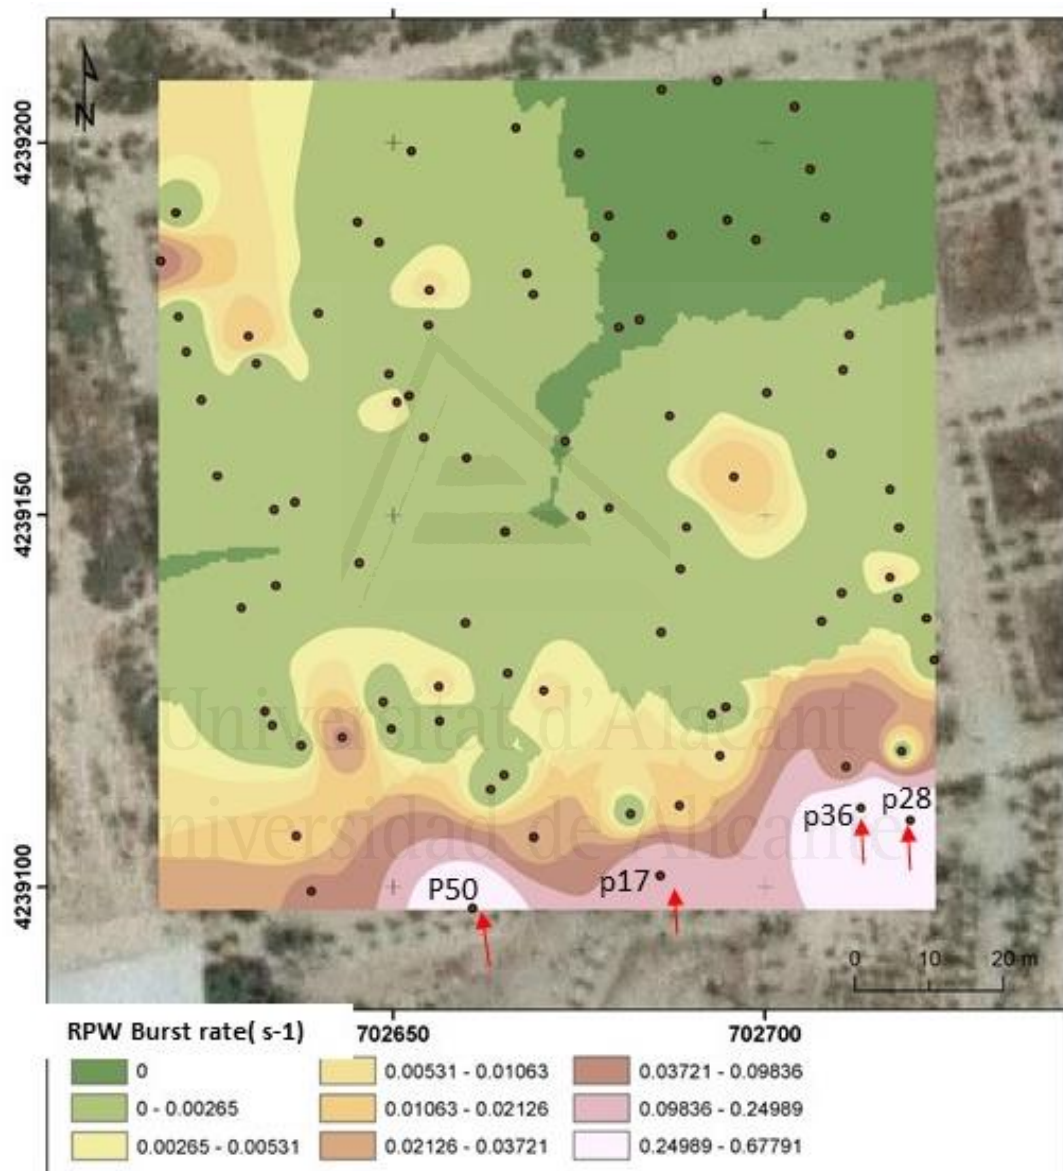 N
4239200
4239150
4239100
Universitat d'Alacant
Universidad de Alicante
p36
p28
P50
p17
0 10 20 m
702650
702700
RPW Burst rate( s-1)
0
0 - 0.00265
0.00265 - 0.00531
0.00531 - 0.01063
0.01063 - 0.02126
0.02126 - 0.03721
0.03721 - 0.09836
0.09836 - 0.24989
0.24989 - 0.67791